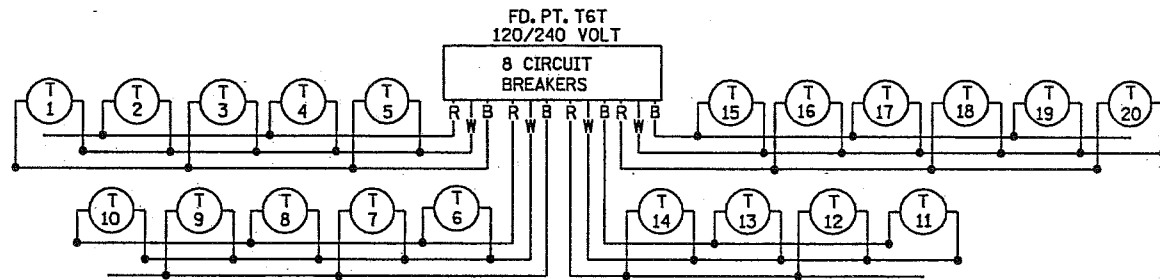 FD. PT. T6T
120/240 VOLT
8 CIRCUIT
BREAKERS
T 1
T 2
T 3
T 4
T 5
R W B R W B R W B R W B
T 15
T 16
T 17
T 18
T 19
T 20
T 10
T 9
T 8
T 7
T 6
T 14
T 13
T 12
T 11